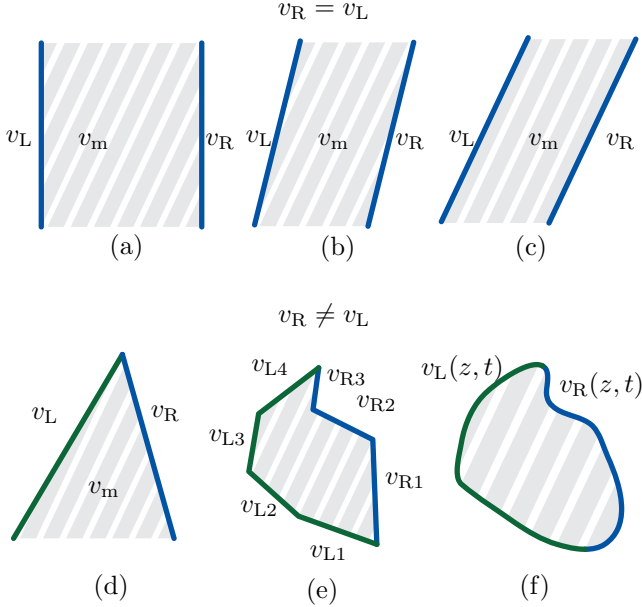 v_R = v_L
v_L v_m v_R v_L v_m v_R v_L v_m v_R
(a) (b) (c)
v_R ≠ v_L
v_L v_R v_m
v_L4 v_R3 v_R2 v_L3 v_R1 v_L2 v_L1
v_L(z, t) v_R(z, t)
(d) (e) (f)